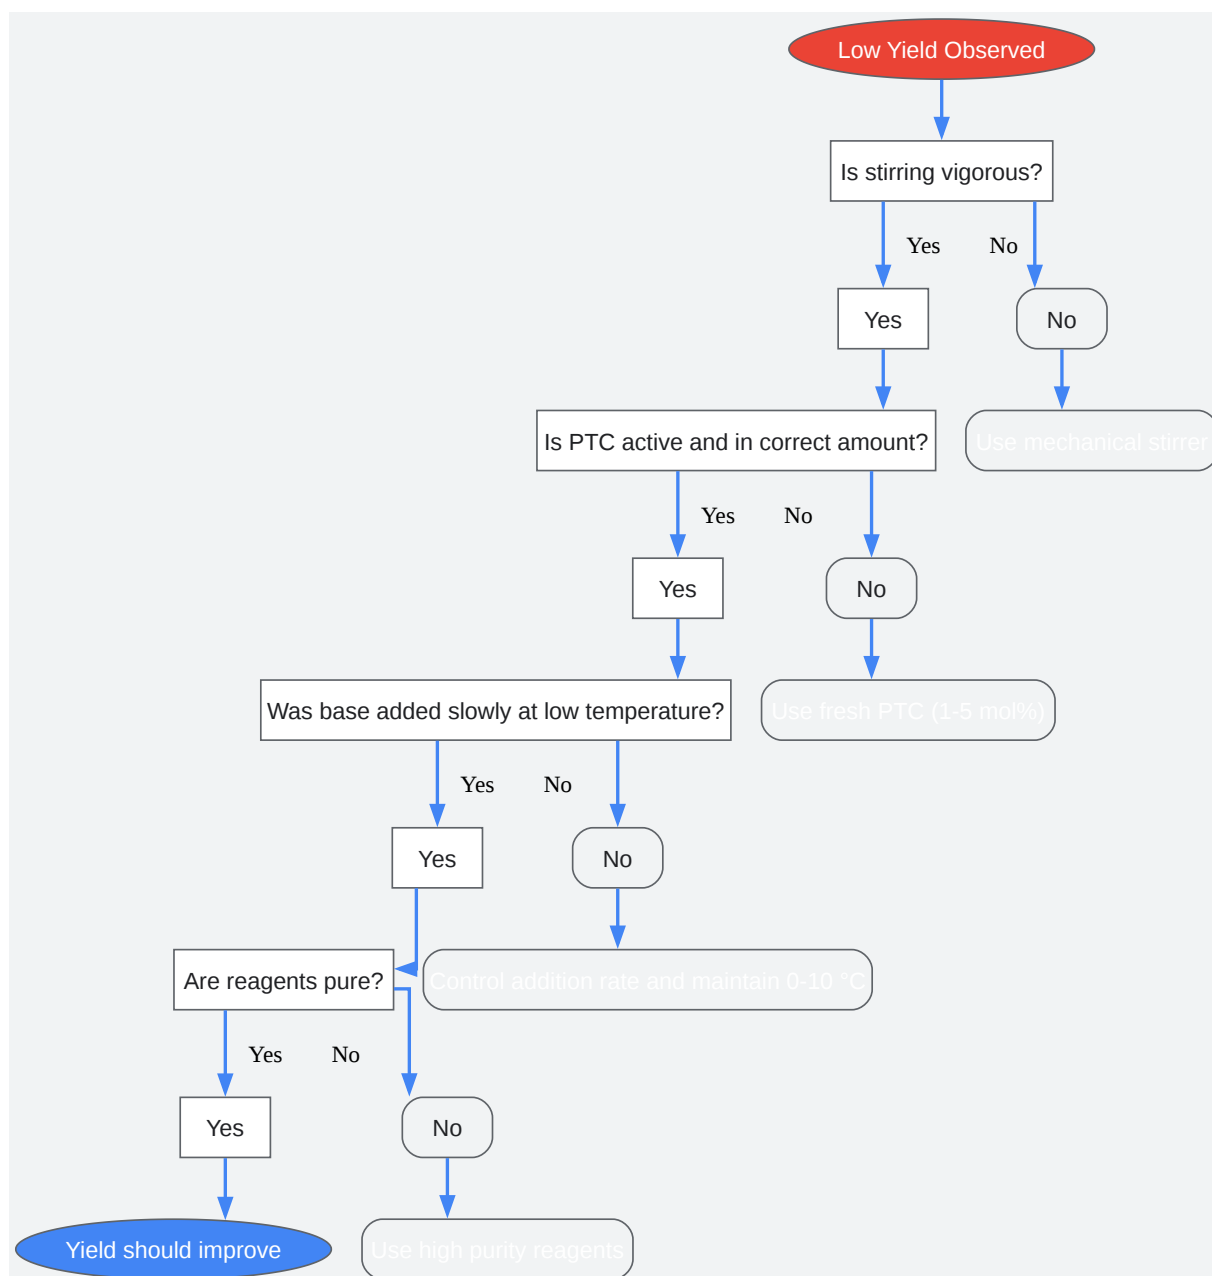 Low Yield Observed
Is stirring vigorous?
Yes
No
Yes
No
Is PTC active and in correct amount?
Use mechanical stirrer
Yes
No
Yes
No
Was base added slowly at low temperature?
Use fresh PTC (1-5 mol%)
Yes
No
Yes
No
Are reagents pure?
Control addition rate and maintain 0-10 °C
Yes
No
Yes
No
Yield should improve
Use high purity reagents